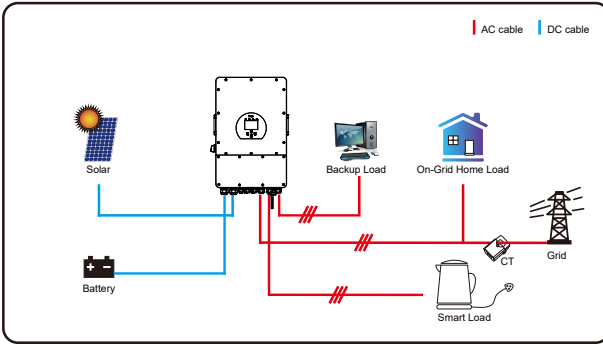 AC cable
DC cable
Solar
Backup Load
On-Grid Home Load
CT
Grid
Battery
Smart Load